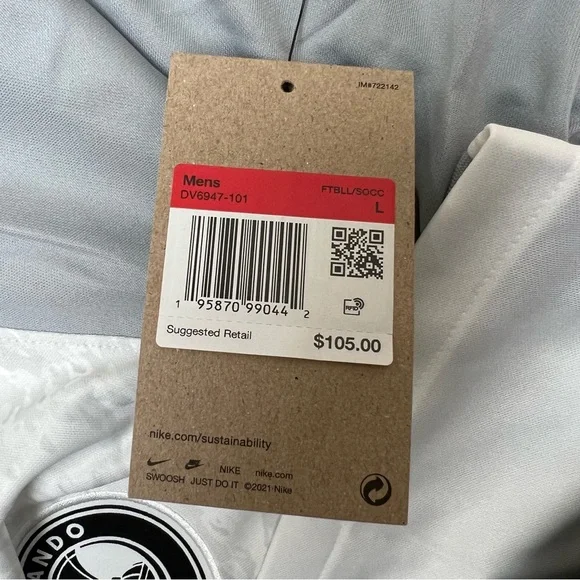 IM#722142
Mens FTBLL/SOCC
DV6947-101 L
1 95870 99044 2
RFID
Suggested Retail $105.00
nike.com/sustainability
NIKE nike.com
SWOOSH JUST DO IT ©2021 Nike
ANDO